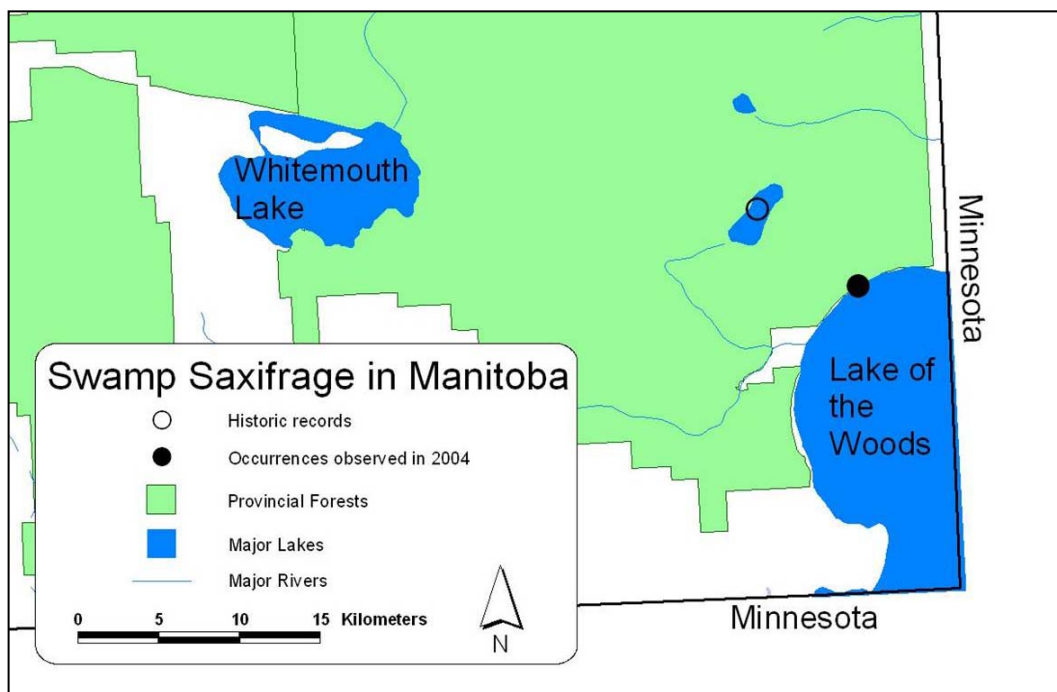 Whitemouth
Lake
Minnesota
Lake of
the
Woods
Swamp Saxifrage in Manitoba
Historic records
Occurrences observed in 2004
Provincial Forests
Major Lakes
Major Rivers
0 5 10 15 Kilometers
N
Minnesota